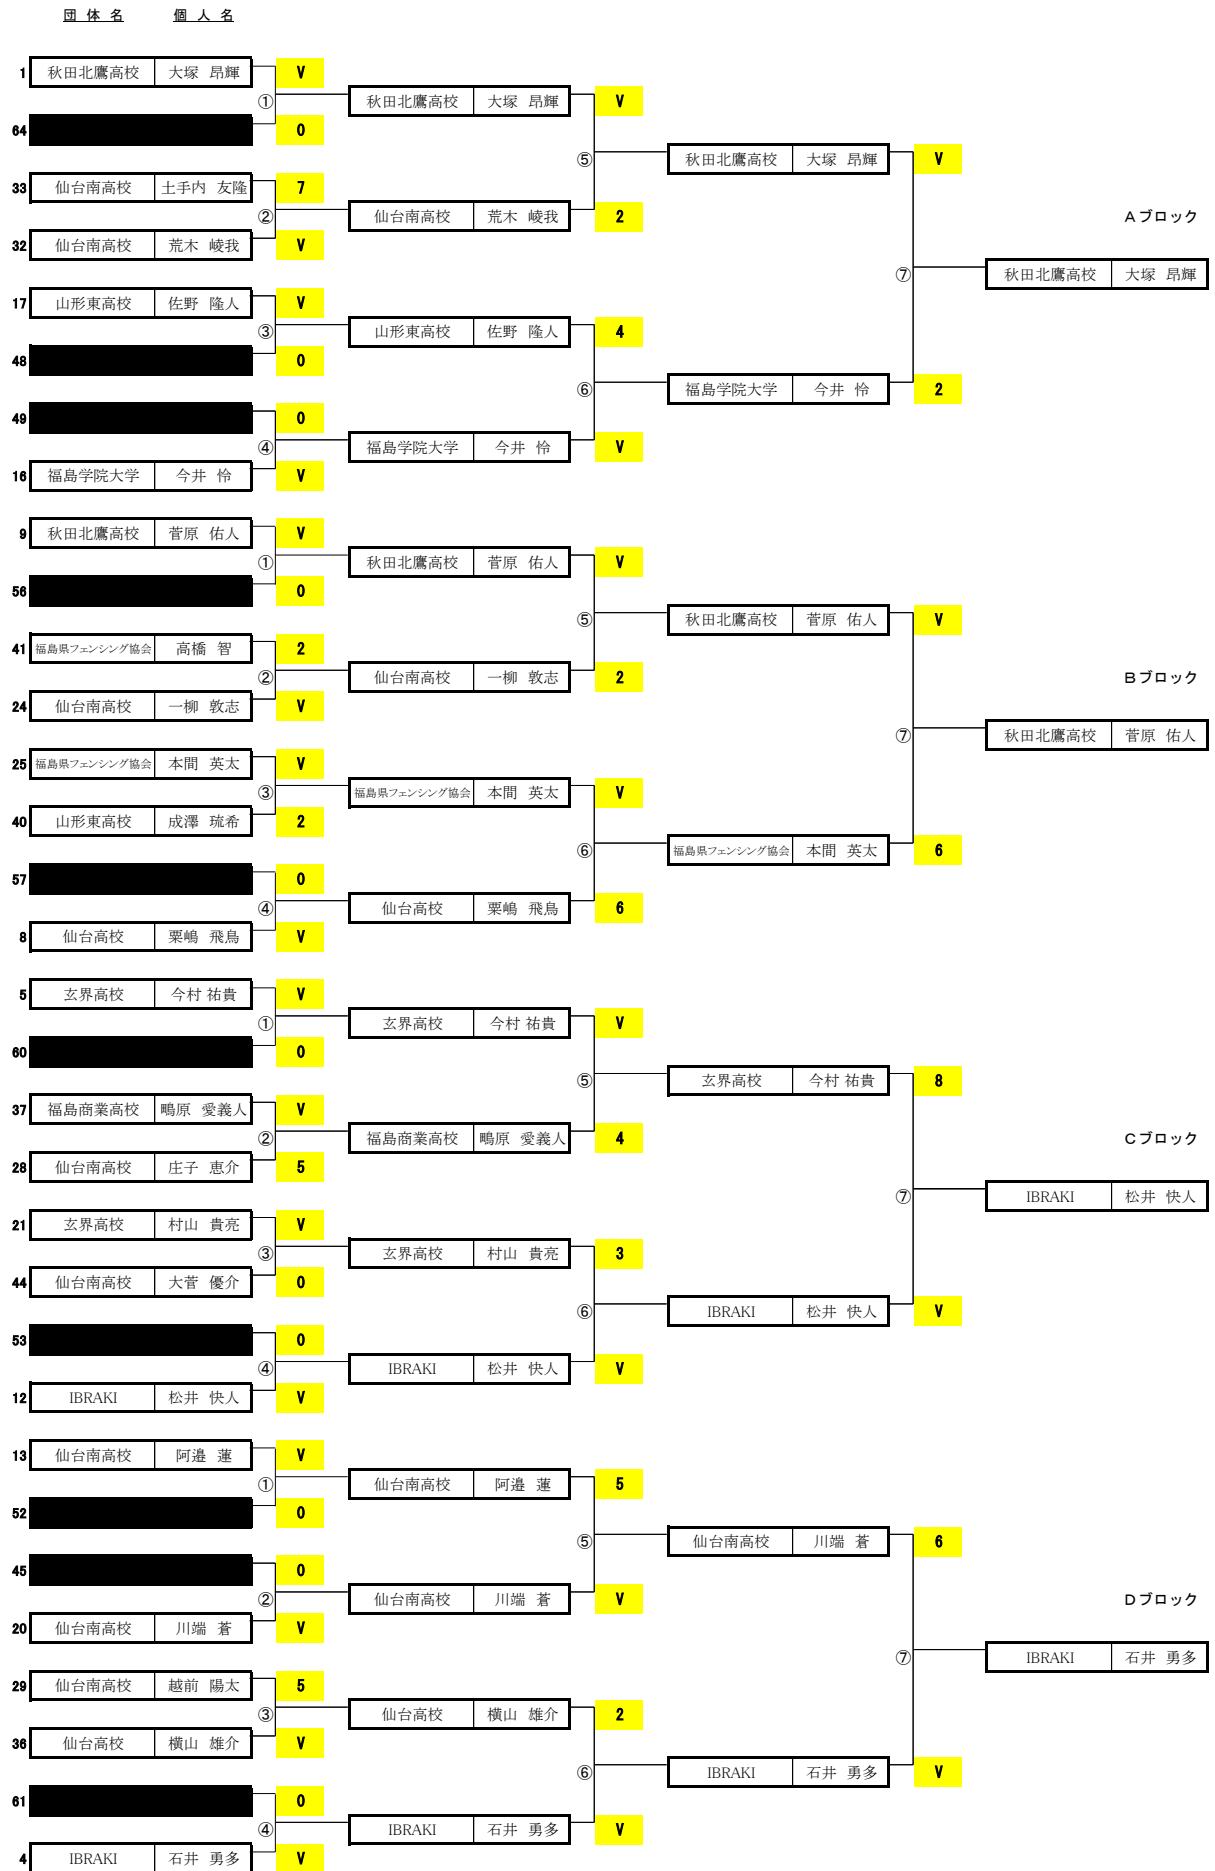 団体名 個人名
1 秋田北鷹高校 大塚 昂輝 V
① 秋田北鷹高校 大塚 昂輝 V
64 0
⑤ 秋田北鷹高校 大塚 昂輝 V
33 仙台南高校 土手内 友隆 7
② 仙台南高校 荒木 崚我 2
Aブロック
32 仙台南高校 荒木 崚我 V
⑦ 秋田北鷹高校 大塚 昂輝
17 山形東高校 佐野 隆人 V
③ 山形東高校 佐野 隆人 4
48 0
⑥ 福島学院大学 今井 怜 2
49 0
④ 福島学院大学 今井 怜 V
16 福島学院大学 今井 怜 V
9 秋田北鷹高校 菅原 佑人 V
① 秋田北鷹高校 菅原 佑人 V
56 0
⑤ 秋田北鷹高校 菅原 佑人 V
41 福島県フェンシング協会 高橋 智 2
② 仙台南高校 一柳 敦志 2
Bブロック
24 仙台南高校 一柳 敦志 V
⑦ 秋田北鷹高校 菅原 佑人
25 福島県フェンシング協会 本間 英太 V
③ 福島県フェンシング協会 本間 英太 V
40 山形東高校 成澤 琉希 2
⑥ 福島県フェンシング協会 本間 英太 6
57 0
④ 仙台高校 栗嶋 飛鳥 6
8 仙台高校 栗嶋 飛鳥 V
5 玄界高校 今村 祐貴 V
① 玄界高校 今村 祐貴 V
60 0
⑤ 玄界高校 今村 祐貴 8
37 福島商業高校 鴫原 愛義人 V
② 福島商業高校 鴫原 愛義人 4
Cブロック
28 仙台南高校 庄子 恵介 5
⑦ IBRAKI 松井 快人
21 玄界高校 村山 貴亮 V
③ 玄界高校 村山 貴亮 3
44 仙台南高校 大菅 優介 0
⑥ IBRAKI 松井 快人 V
53 0
④ IBRAKI 松井 快人 V
12 IBRAKI 松井 快人 V
13 仙台南高校 阿邉 蓮 V
① 仙台南高校 阿邉 蓮 5
52 0
⑤ 仙台南高校 川端 蒼 6
45 0
② 仙台南高校 川端 蒼 V
Dブロック
20 仙台南高校 川端 蒼 V
⑦ IBRAKI 石井 勇多
29 仙台南高校 越前 陽太 5
③ 仙台高校 横山 雄介 2
36 仙台高校 横山 雄介 V
⑥ IBRAKI 石井 勇多 V
61 0
④ IBRAKI 石井 勇多 V
4 IBRAKI 石井 勇多 V